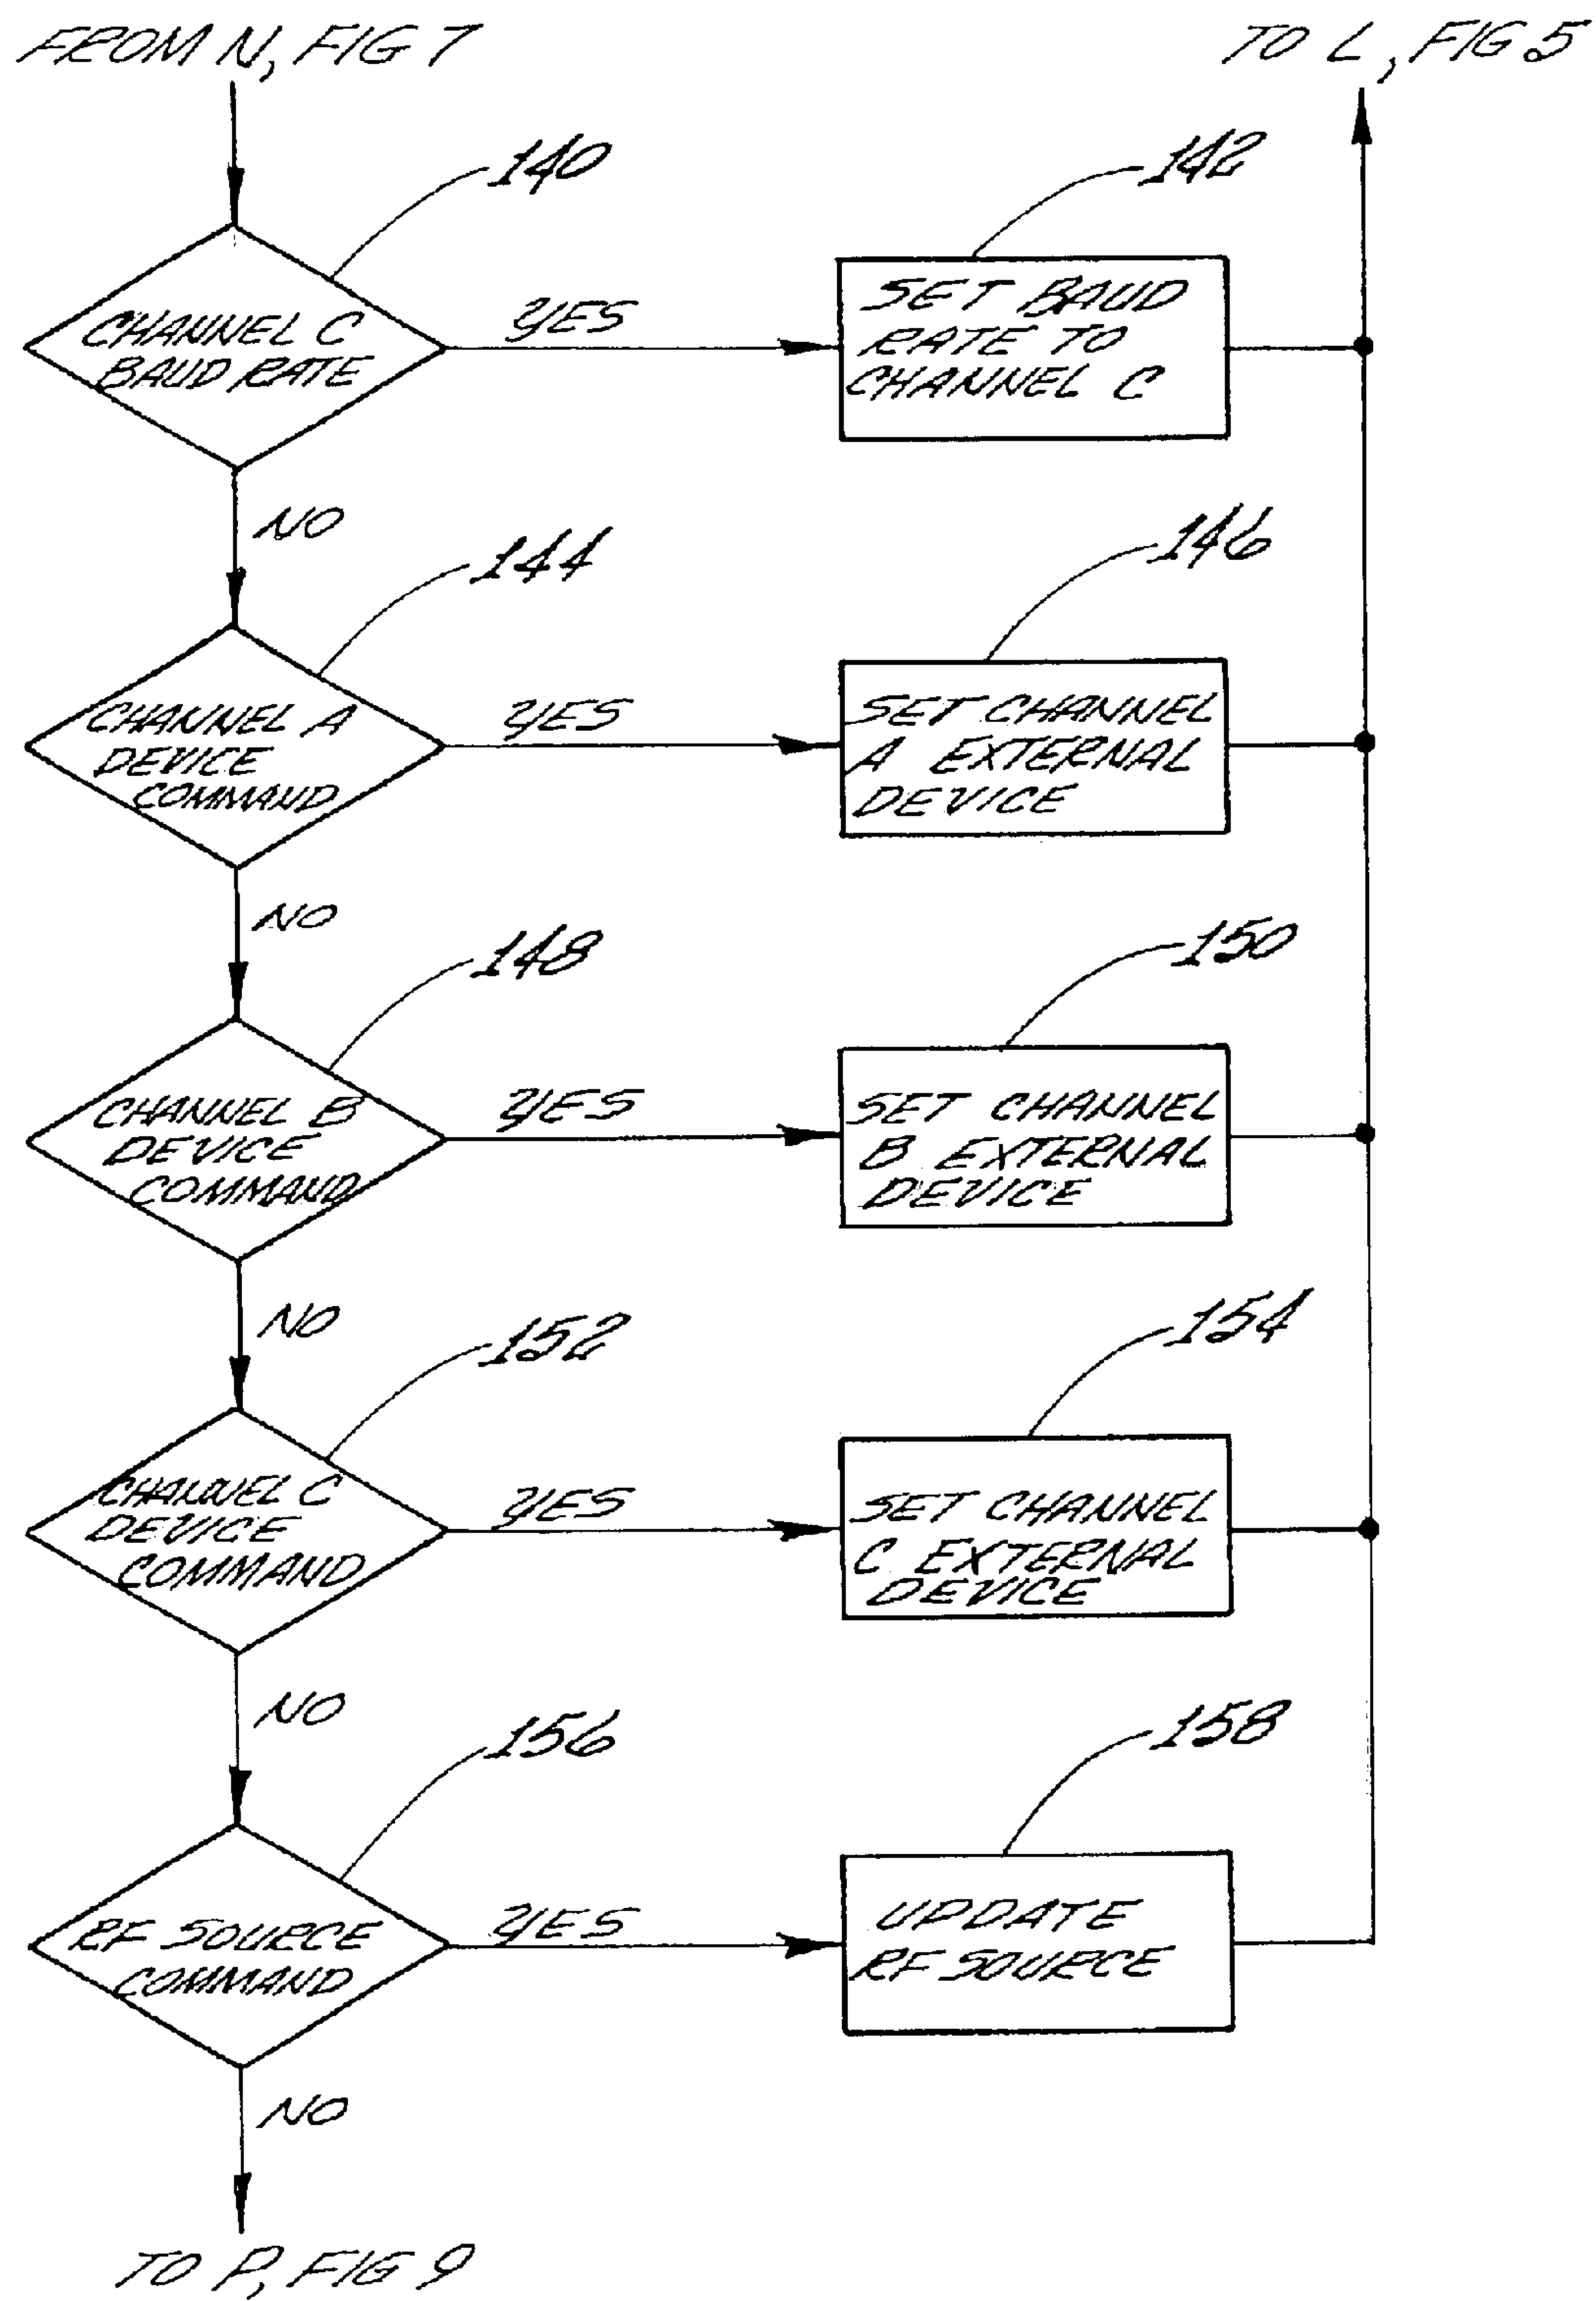 FROM N, FIG 7
TO L, FIG 5
140
142
CHANNEL C
BAUD RATE
YES
SET BAUD
RATE TO
CHANNEL C
NO
144
146
CHANNEL A
DEVICE
COMMAND
YES
SET CHANNEL
A EXTERNAL
DEVICE
NO
148
150
CHANNEL B
DEVICE
COMMAND
YES
SET CHANNEL
B EXTERNAL
DEVICE
NO
152
154
CHANNEL C
DEVICE
COMMAND
YES
SET CHANNEL
C EXTERNAL
DEVICE
NO
156
158
RF SOURCE
COMMAND
YES
UPDATE
RF SOURCE
NO
TO P, FIG 9